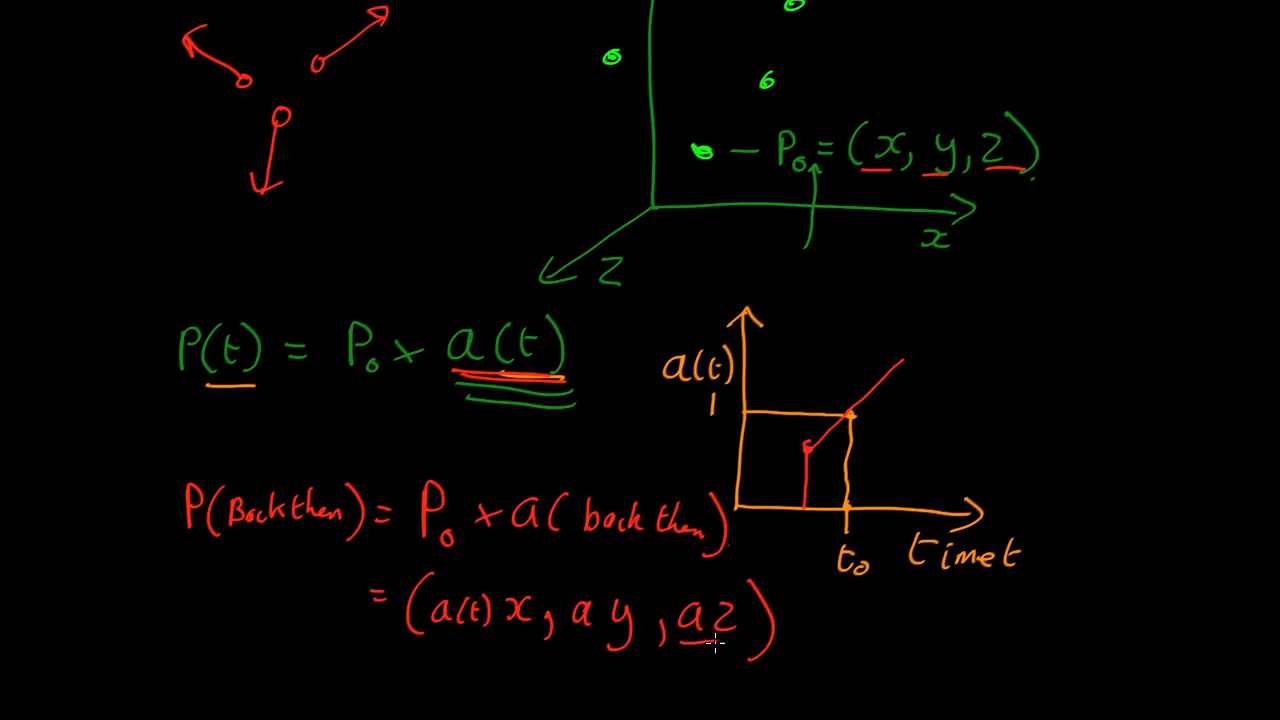 P₀ = (x, y, z)
x
z
P(t) = P₀ × a(t)
a(t)
1
t₀
time t
P(Back then) = P₀ × a(back then)
= (a(t) x, a y, a z)